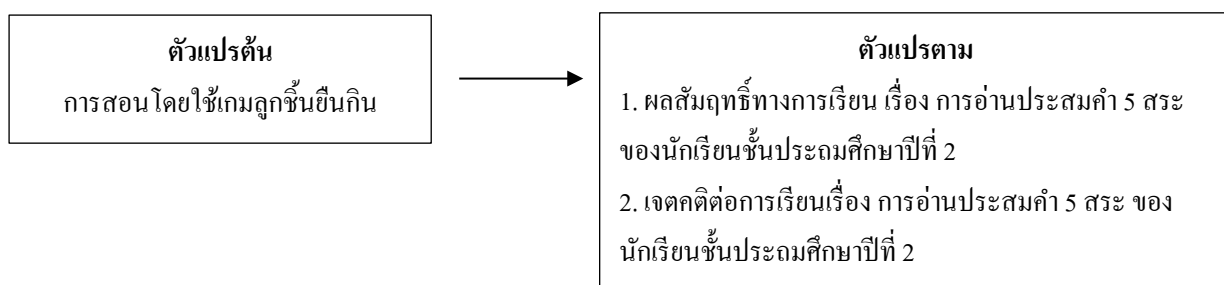 ตัวแปรต้น
การสอนโดยใช้เกมลูกชิ้นยืนกิน
ตัวแปรตาม
1. ผลสัมฤทธิ์ทางการเรียน เรื่อง การอ่านประสมคำ 5 สระ
ของนักเรียนชั้นประถมศึกษาปีที่ 2
2. เจตคติต่อการเรียนเรื่อง การอ่านประสมคำ 5 สระ ของ
นักเรียนชั้นประถมศึกษาปีที่ 2